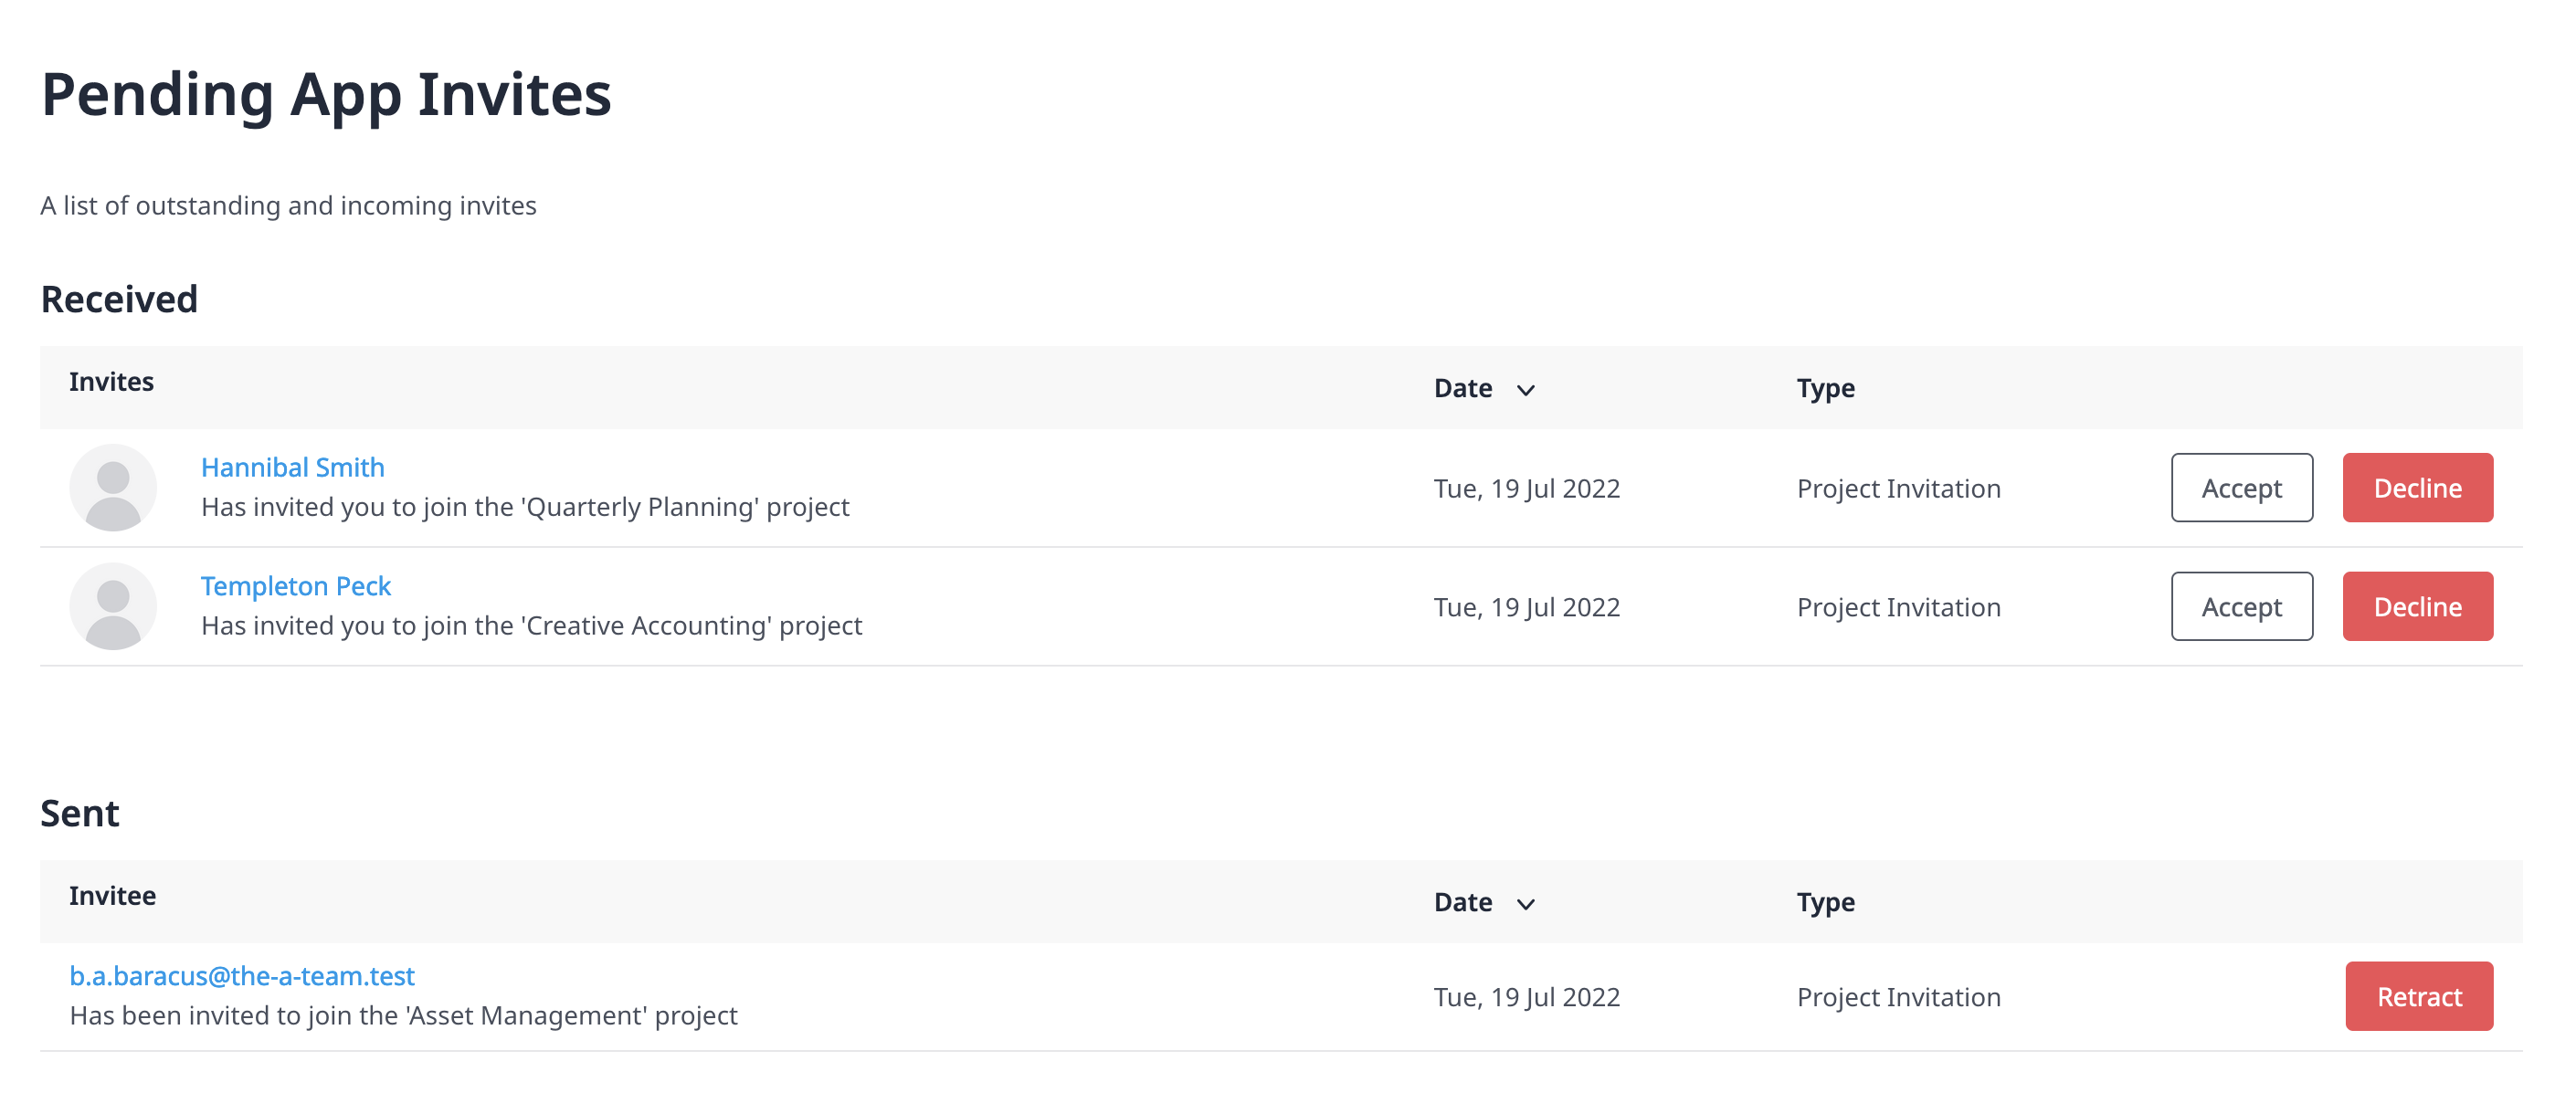 Pending App Invites
A list of outstanding and incoming invites
Received
Invites Date Type
Hannibal Smith
Has invited you to join the 'Quarterly Planning' project
Tue, 19 Jul 2022 Project Invitation Accept Decline
Templeton Peck
Has invited you to join the 'Creative Accounting' project
Tue, 19 Jul 2022 Project Invitation Accept Decline
Sent
Invitee Date Type
b.a.baracus@the-a-team.test
Has been invited to join the 'Asset Management' project
Tue, 19 Jul 2022 Project Invitation Retract